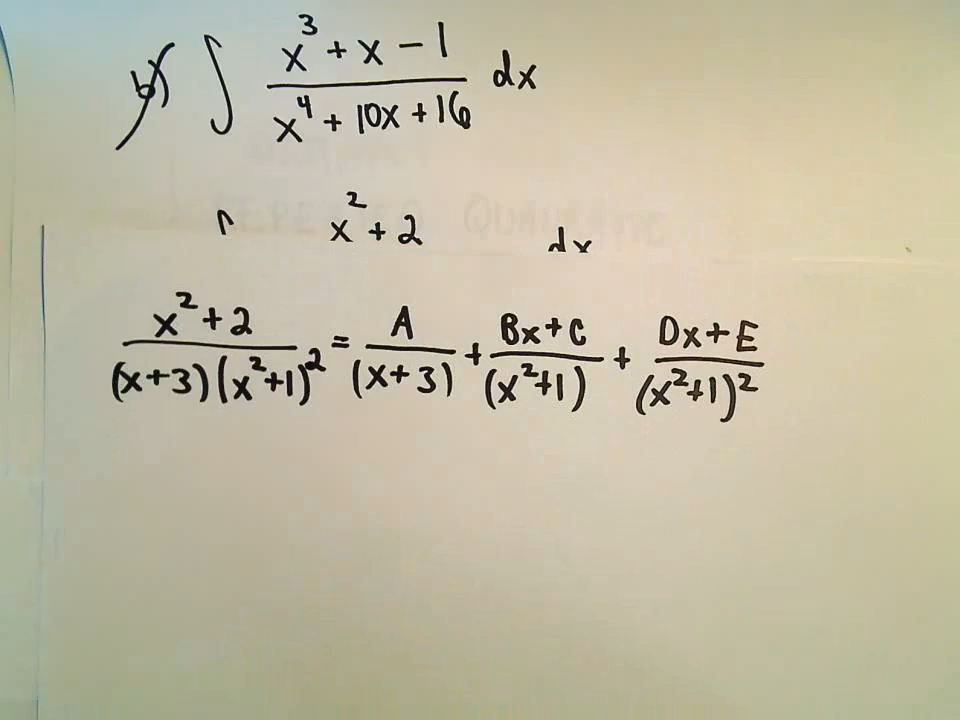 b) ∫ (x³ + x − 1)/(x⁴ + 10x + 16) dx
x² + 2 dx
(x² + 2)/((x+3)(x²+1)²) = A/(x+3) + (Bx+C)/(x²+1) + (Dx+E)/(x²+1)²